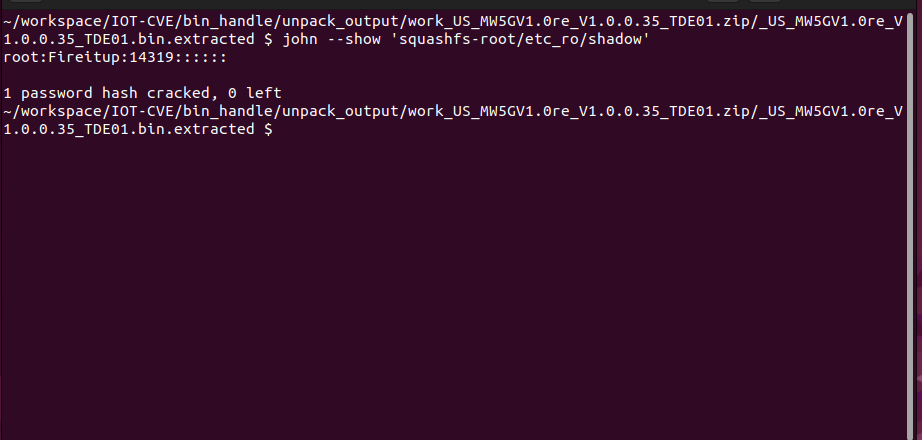 ~/workspace/IOT-CVE/bin_handle/unpack_output/work_US_MW5GV1.0re_V1.0.0.35_TDE01.zip/_US_MW5GV1.0re_V
1.0.0.35_TDE01.bin.extracted $ john --show 'squashfs-root/etc_ro/shadow'
root:Fireitup:14319::::::
1 password hash cracked, 0 left
~/workspace/IOT-CVE/bin_handle/unpack_output/work_US_MW5GV1.0re_V1.0.0.35_TDE01.zip/_US_MW5GV1.0re_V
1.0.0.35_TDE01.bin.extracted $